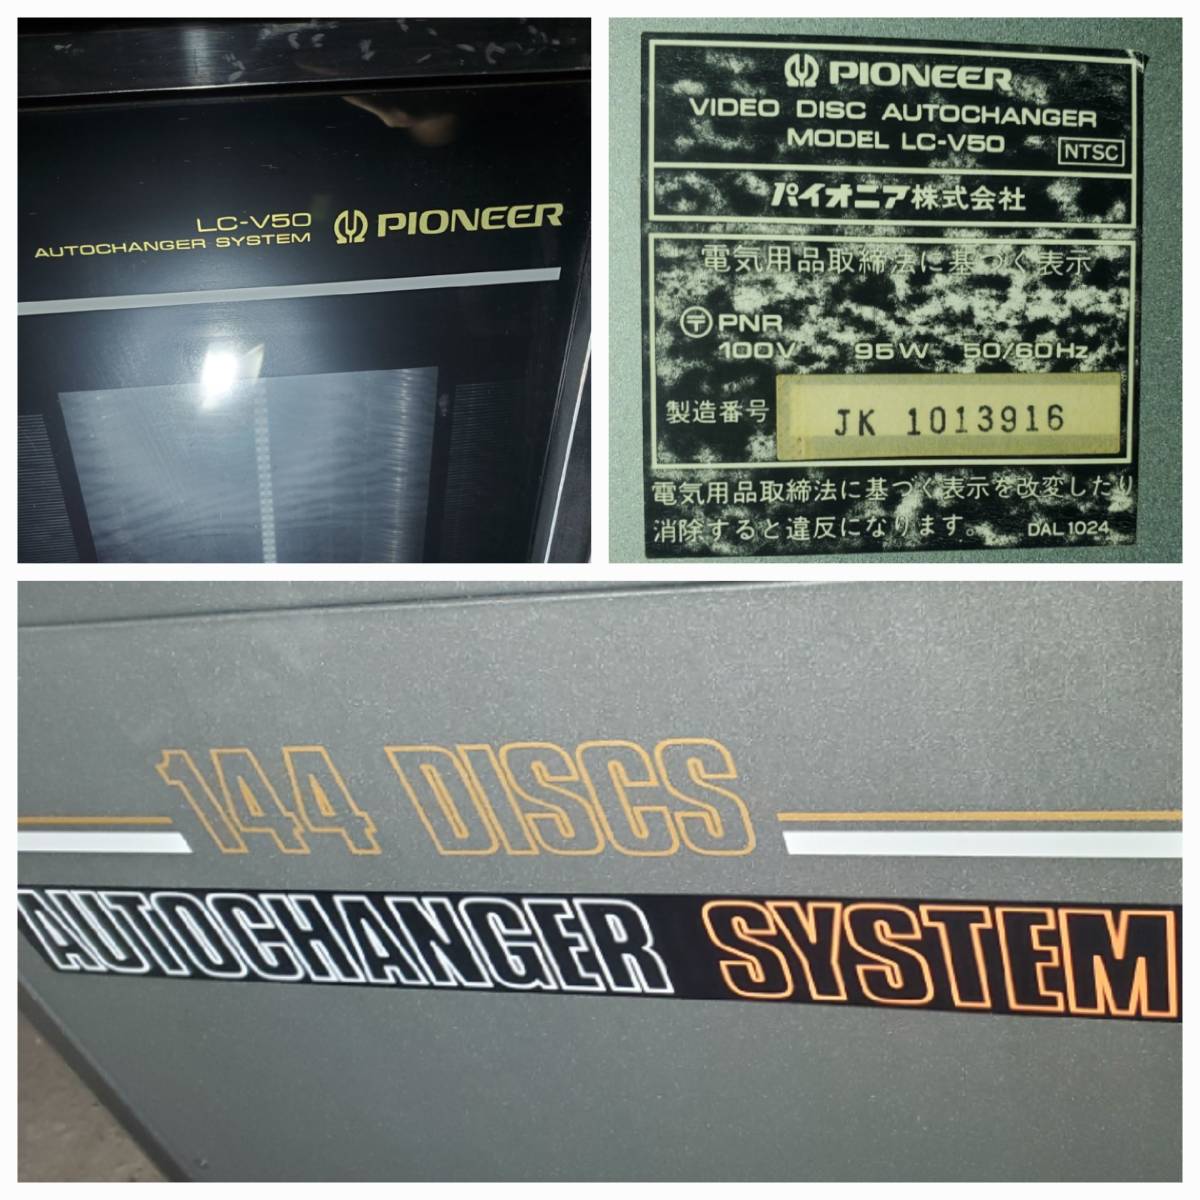 LC-V50 PIONEER
AUTOCHANGER SYSTEM
PIONEER
VIDEO DISC AUTOCHANGER
MODEL LC-V50
NTSC
パイオニア株式会社
電気用品取締法に基づく表示
〒 PNR
100V 95W 50/60Hz
製造番号 JK 1013916
電気用品取締法に基づく表示を改変したり
消除すると違反になります。 DAL1024
144 DISCS
AUTOCHANGER SYSTEM